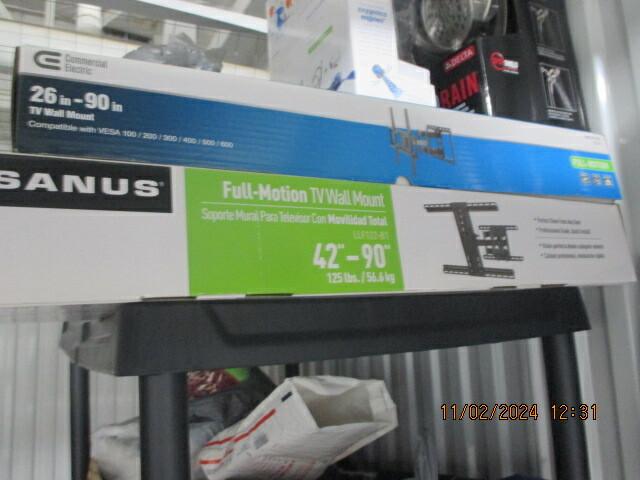 Commercial
Electric
26 in - 90 in
TV Wall Mount
Compatible with VESA 100 / 200 / 300 / 400 / 500 / 600
FULL-MOTION
DELTA
RAIN
SANUS
Full-Motion TV Wall Mount
Soporte Mural Para Televisor Con Movilidad Total
42" – 90"
125 lbs. / 56.6 kg
11/02/2024 12:31